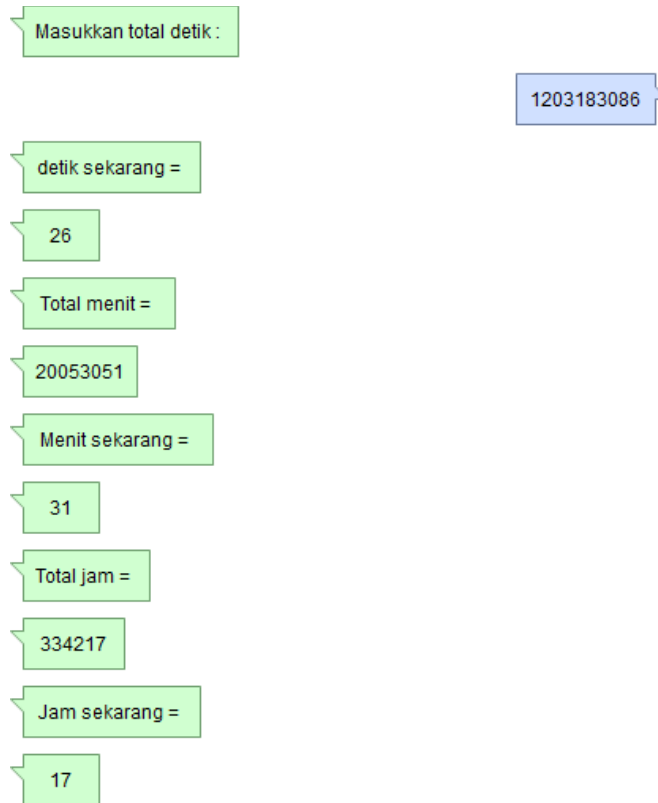 Masukkan total detik :
1203183086
detik sekarang =
26
Total menit =
20053051
Menit sekarang =
31
Total jam =
334217
Jam sekarang =
17